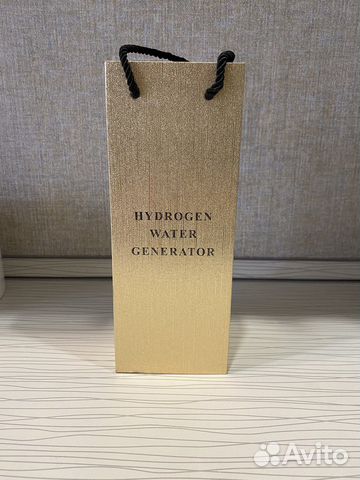 HYDROGEN
WATER
GENERATOR
Avito